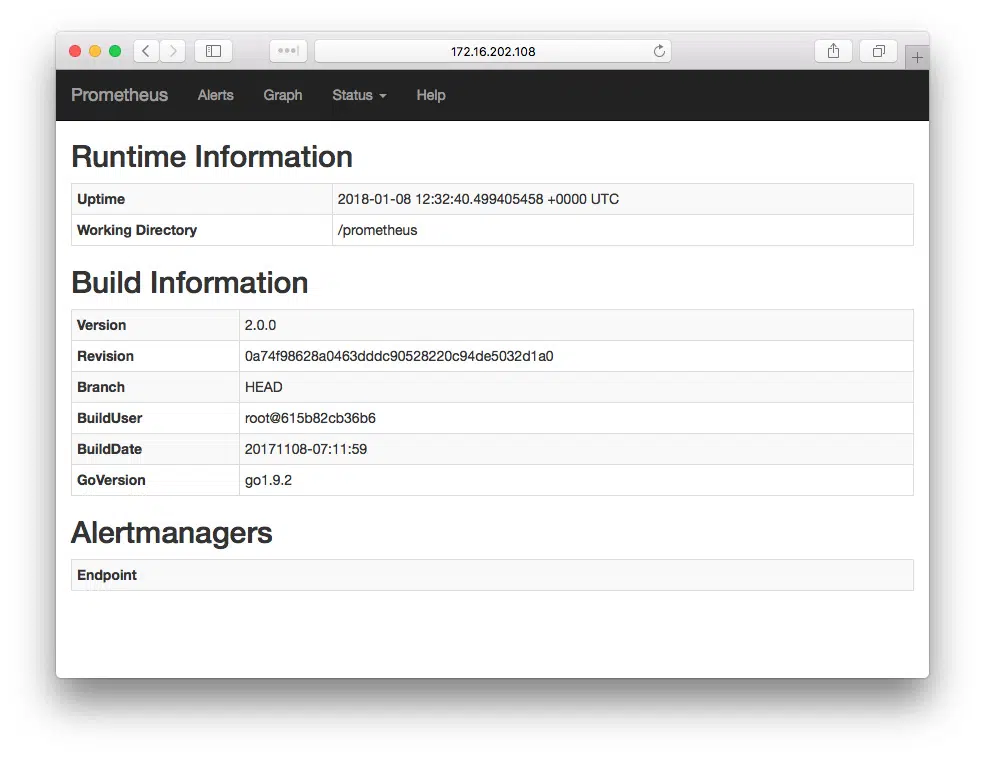 172.16.202.108
Prometheus Alerts Graph Status Help
Runtime Information
Uptime 2018-01-08 12:32:40.499405458 +0000 UTC
Working Directory /prometheus
Build Information
Version 2.0.0
Revision 0a74f98628a0463dddc90528220c94de5032d1a0
Branch HEAD
BuildUser root@615b82cb36b6
BuildDate 20171108-07:11:59
GoVersion go1.9.2
Alertmanagers
Endpoint